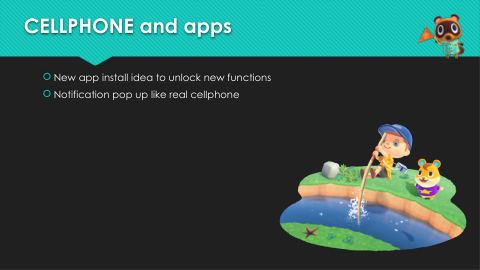 CELLPHONE and apps
New app install idea to unlock new functions
Notification pop up like real cellphone